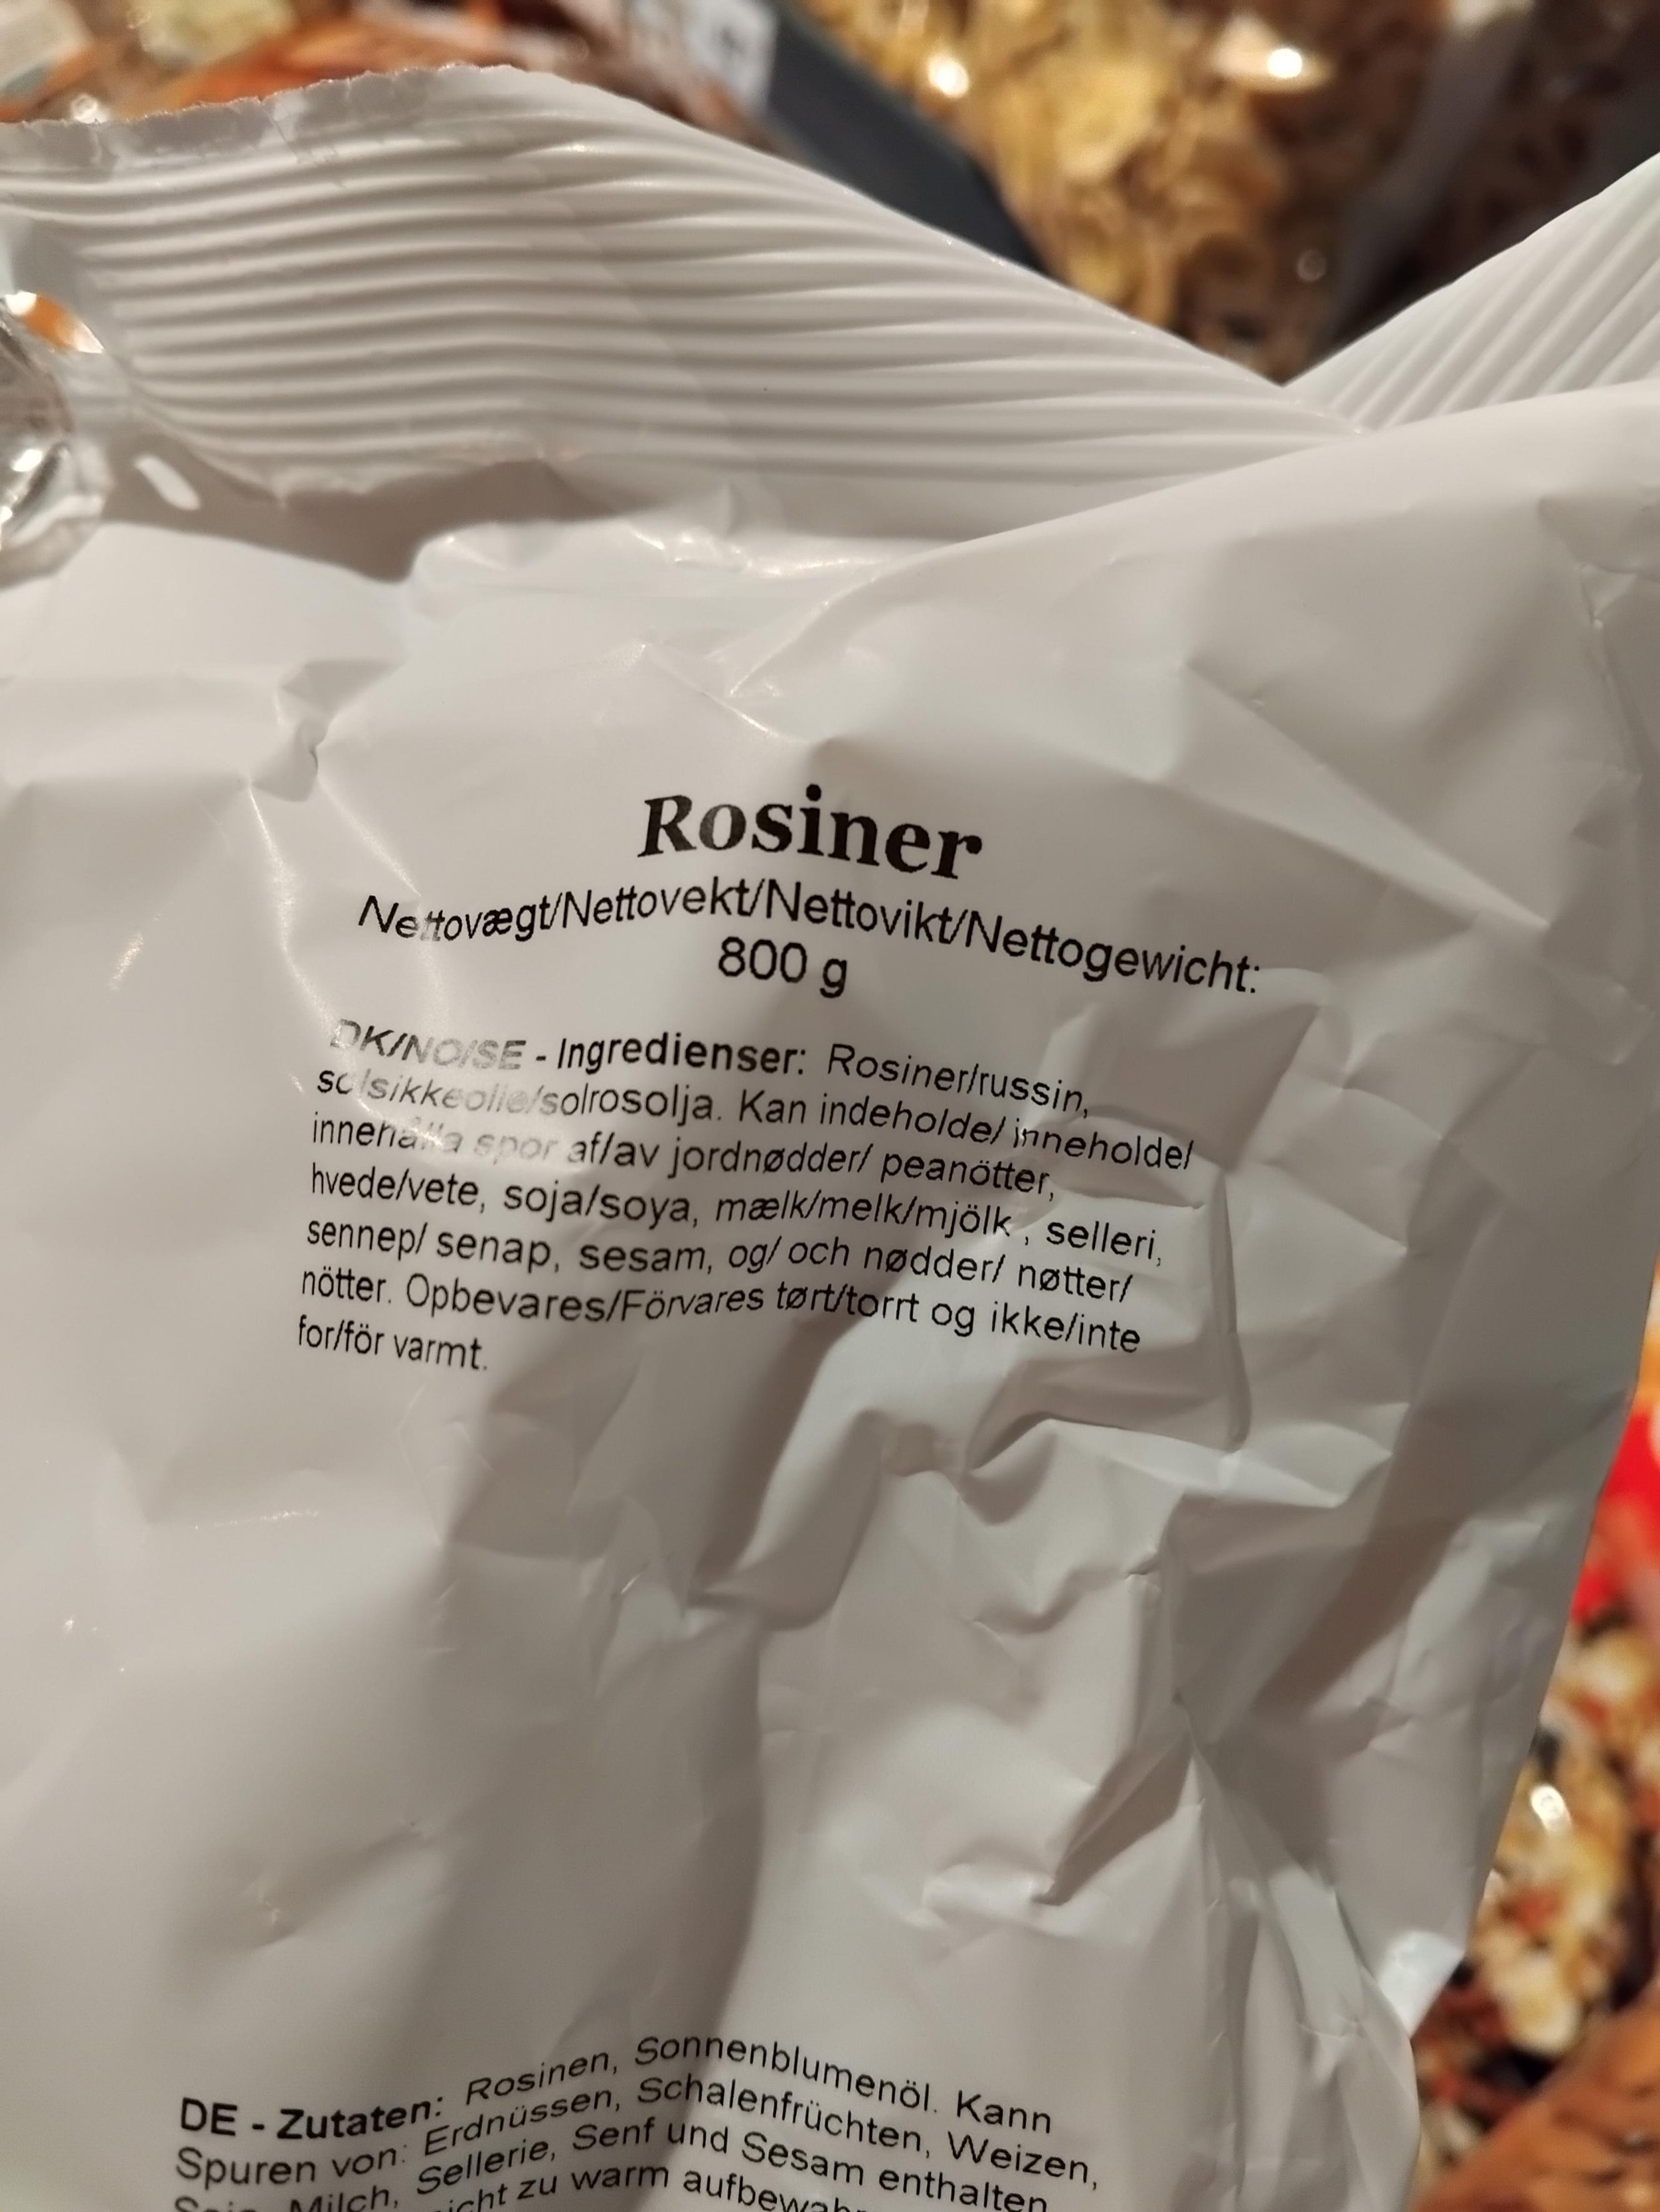 Rosiner
Nettovægt/Nettovekt/Nettovikt/Nettogewicht:
800 g
DK/NO/SE - Ingredienser: Rosiner/russin,
solsikkeolie/solrosolja. Kan indeholde/ inneholde/
innehålla spor af/av jordnødder/ peanötter,
hvede/vete, soja/soya, mælk/melk/mjölk , selleri,
sennep/ senap, sesam, og/ och nødder/ nøtter/
nötter. Opbevares/Förvares tørt/torrt og ikke/inte
for/för varmt.
DE - Zutaten: Rosinen, Sonnenblumenöl. Kann
Spuren von: Erdnüssen, Schalenfrüchten, Weizen,
Milch, Sellerie, Senf und Sesam enthalten
zu warm